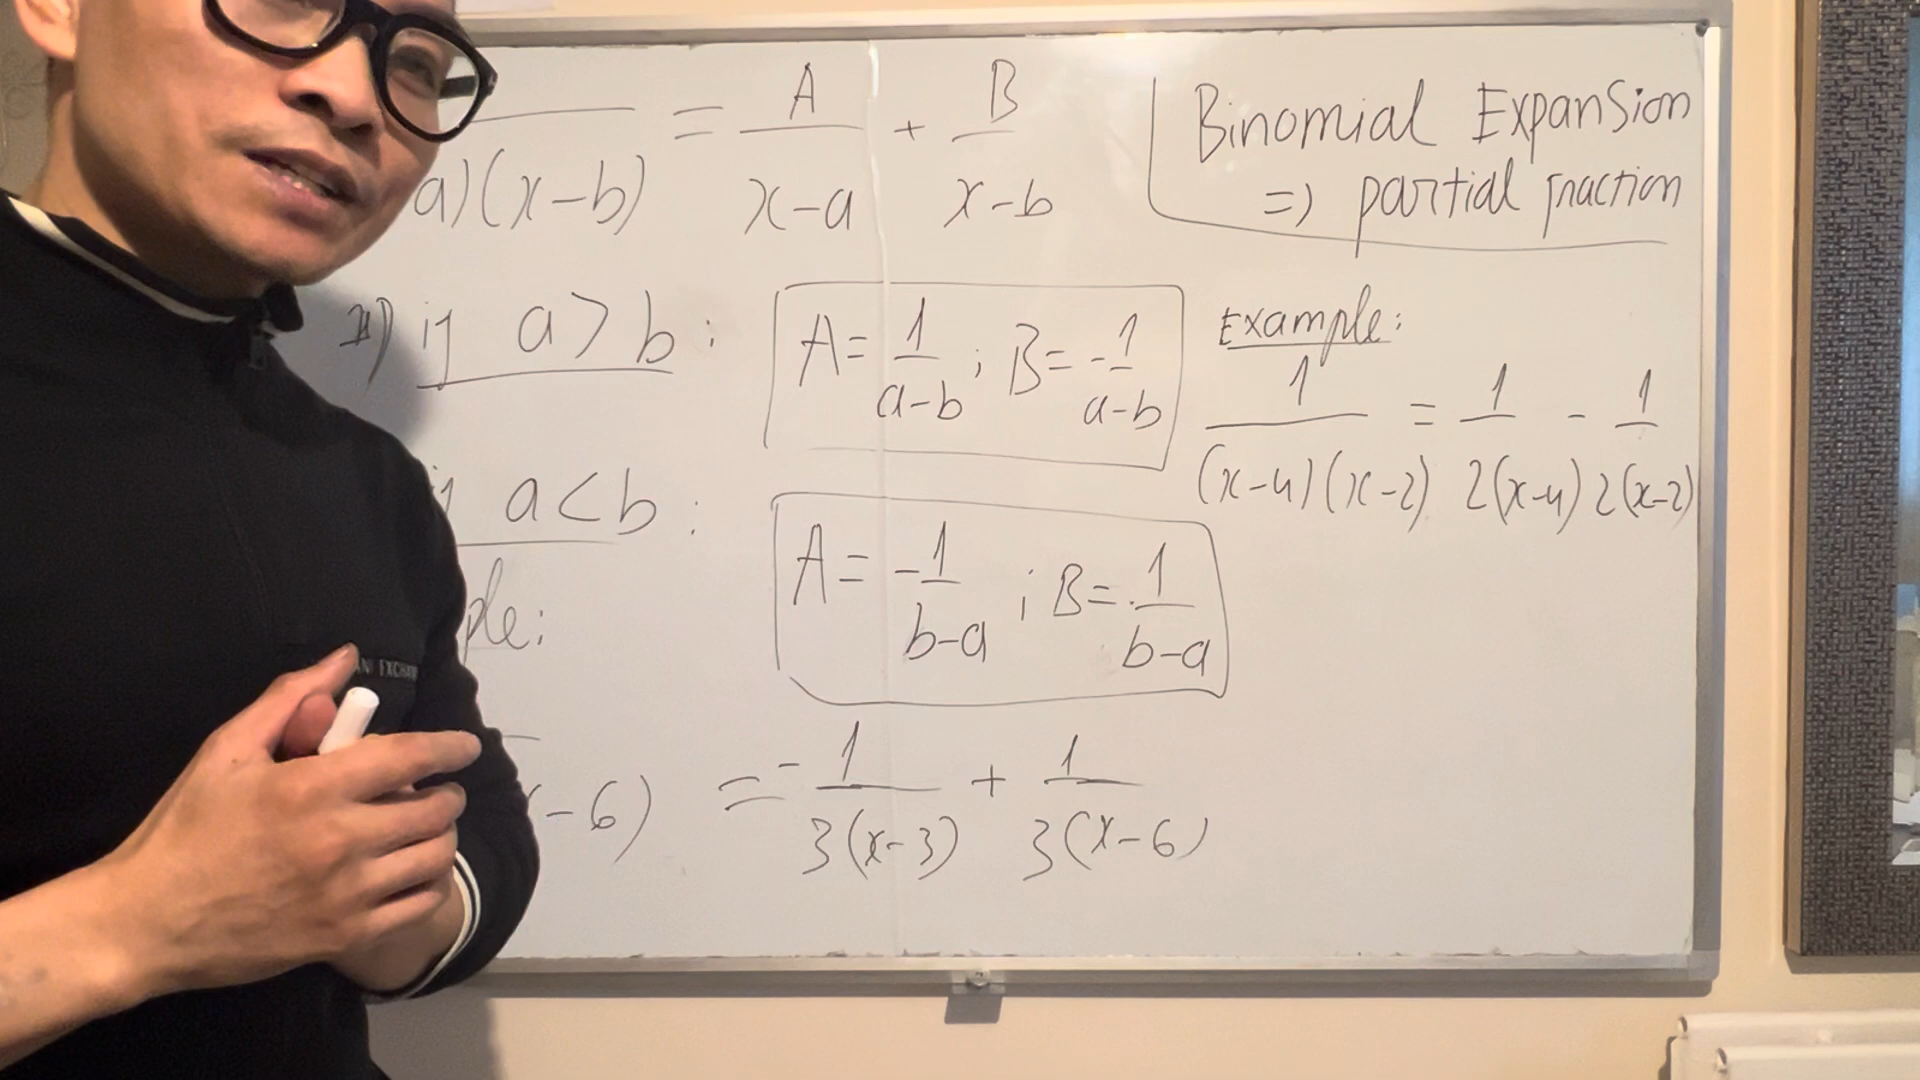 a)(x-b) = A/(x-a) + B/(x-b)
Binomial Expansion
=> partial fraction
if a > b : A = 1/(a-b) ; B = -1/(a-b)
Example:
1/((x-4)(x-2)) = 1/(2(x-4)) - 1/(2(x-2))
a < b : A = -1/(b-a) ; B = 1/(b-a)
ple:
-6) = -1/(3(x-3)) + 1/(3(x-6))